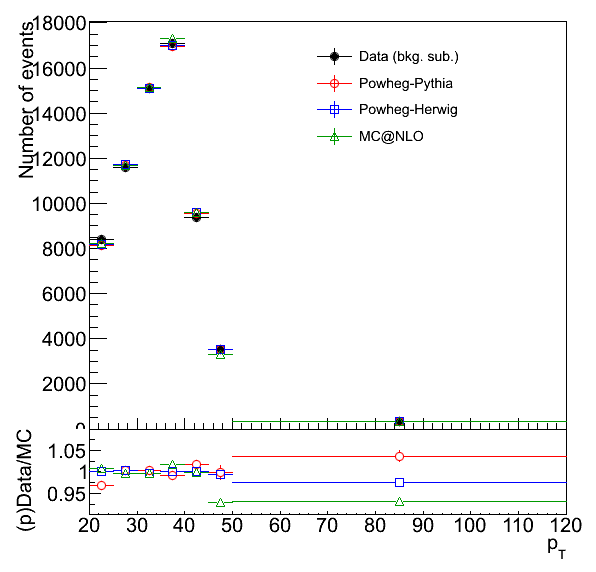 Number of events
18000
16000
14000
12000
10000
8000
6000
4000
2000
0
Data (bkg. sub.)
Powheg-Pythia
Powheg-Herwig
MC@NLO
(p)Data/MC
1.05
1
0.95
20 30 40 50 60 70 80 90 100 110 120
pT